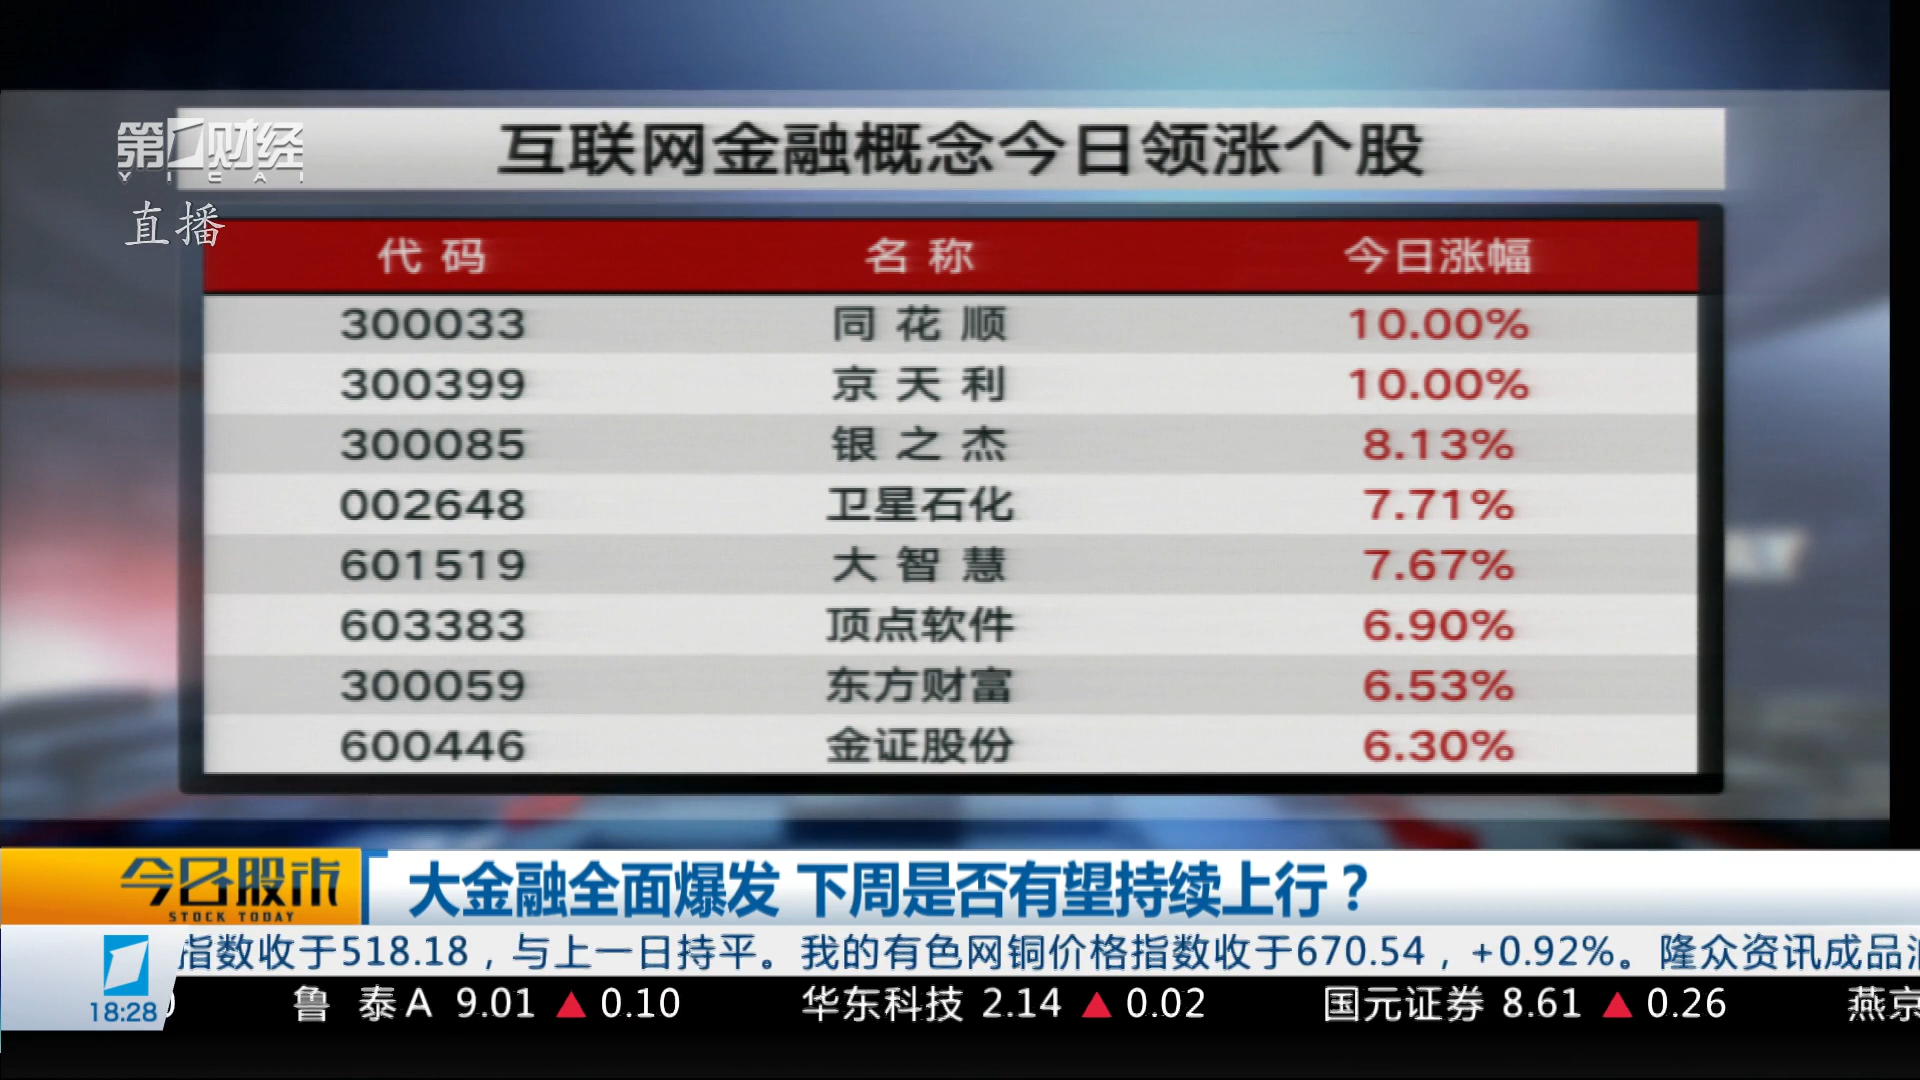 互联网金融概念今日领涨个股
第1财经
YICAI
直播
代码 名称 今日涨幅
300033 同花顺 10.00%
300399 京天利 10.00%
300085 银之杰 8.13%
002648 卫星石化 7.71%
601519 大智慧 7.67%
603383 顶点软件 6.90%
300059 东方财富 6.53%
600446 金证股份 6.30%
今日股市
STOCK TODAY
大金融全面爆发 下周是否有望持续上行？
指数收于518.18，与上一日持平。我的有色网铜价格指数收于670.54，+0.92%。隆众资讯成品
18:28
鲁 泰A 9.01 ▲ 0.10 华东科技 2.14 ▲ 0.02 国元证券 8.61 ▲ 0.26 燕京